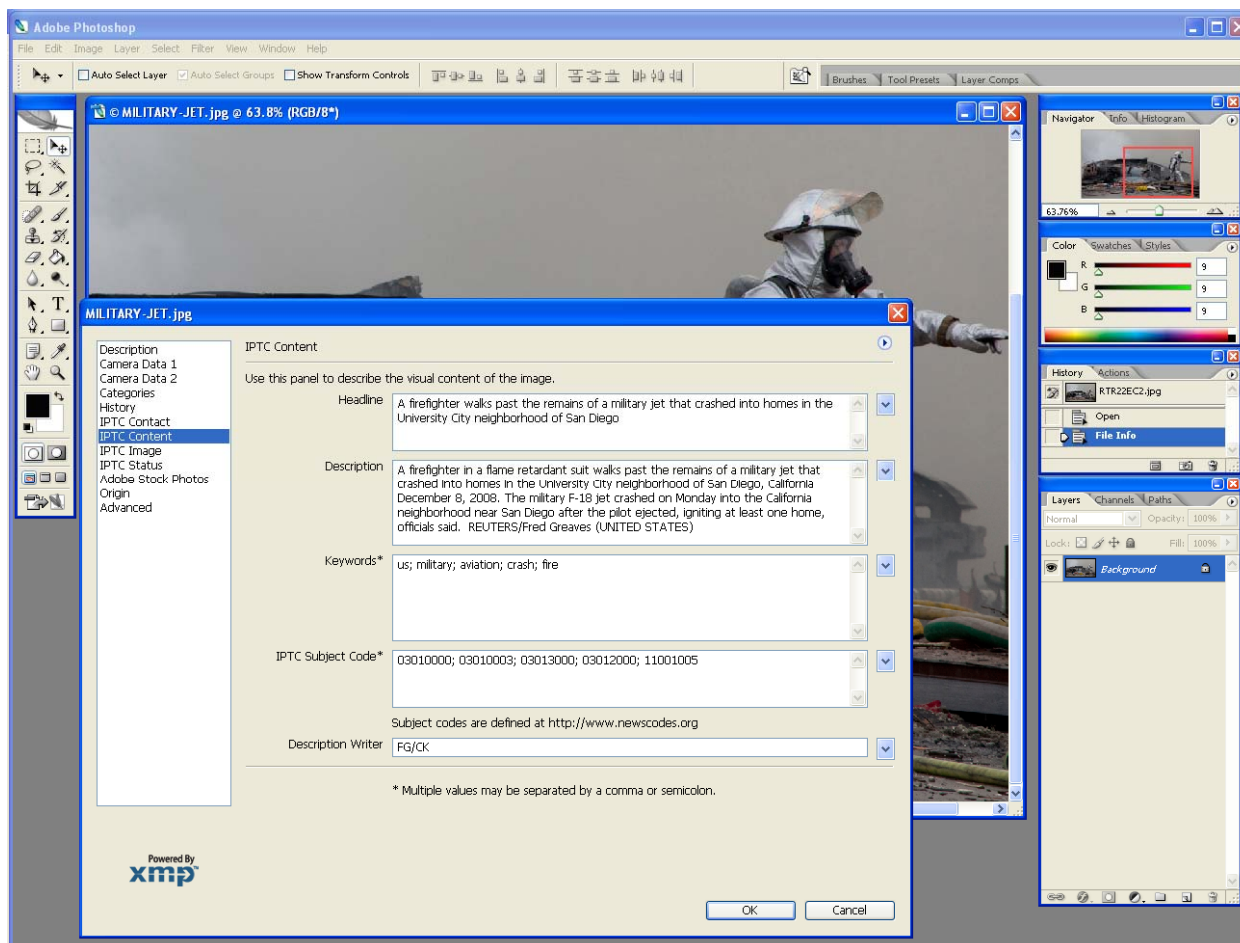 Adobe Photoshop
File Edit Image Layer Select Filter View Window Help
Auto Select Layer Auto Select Groups Show Transform Controls Brushes Tool Presets Layer Comps
© MILITARY-JET.jpg @ 63.8% (RGB/8*)
Navigator Info Histogram
63.76%
Color Swatches Styles
R 9
G 9
B 9
History Actions
RTR22EC2.jpg
Open
File Info
Layers Channels Paths
Normal Opacity: 100%
Lock: Fill: 100%
Background
MILITARY-JET.jpg
Description
Camera Data 1
Camera Data 2
Categories
History
IPTC Contact
IPTC Content
IPTC Image
IPTC Status
Adobe Stock Photos
Origin
Advanced
IPTC Content
Use this panel to describe the visual content of the image.
Headline
A firefighter walks past the remains of a military jet that crashed into homes in the
University City neighborhood of San Diego
Description
A firefighter in a flame retardant suit walks past the remains of a military jet that
crashed into homes in the University City neighborhood of San Diego, California
December 8, 2008. The military F-18 jet crashed on Monday into the California
neighborhood near San Diego after the pilot ejected, igniting at least one home,
officials said. REUTERS/Fred Greaves (UNITED STATES)
Keywords*
us; military; aviation; crash; fire
IPTC Subject Code*
03010000; 03010003; 03013000; 03012000; 11001005
Subject codes are defined at http://www.newscodes.org
Description Writer
FG/CK
* Multiple values may be separated by a comma or semicolon.
Powered By
xmp
OK Cancel